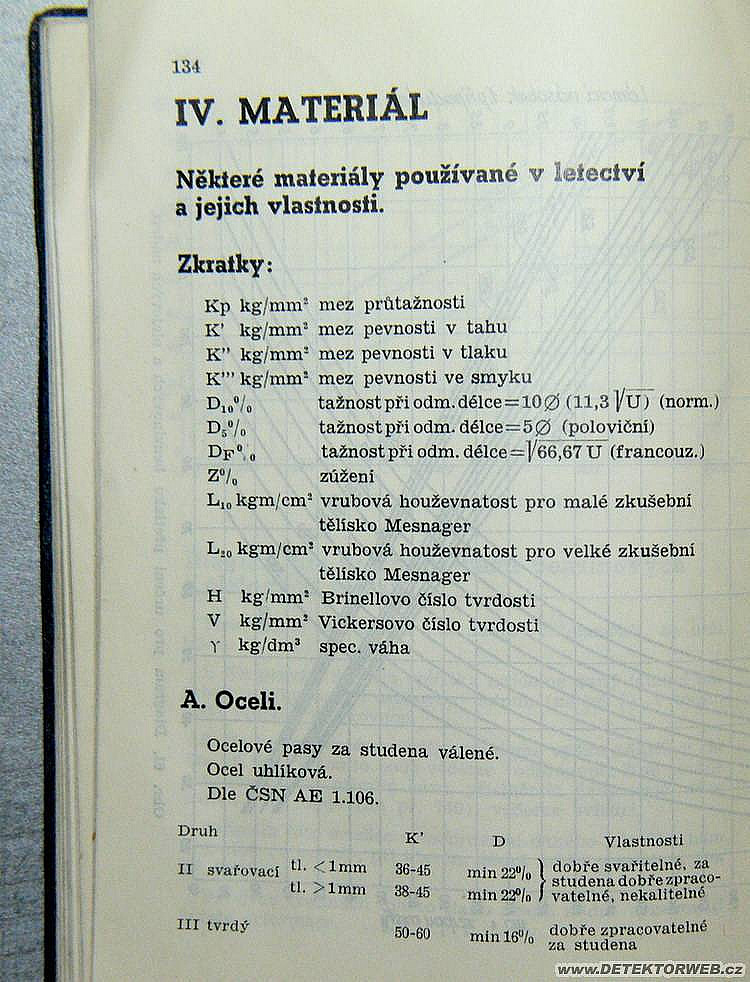 134
IV. MATERIÁL
Některé materiály používané v letectví
a jejich vlastnosti.
Zkratky:
Kp kg/mm² mez průtažnosti
K' kg/mm² mez pevnosti v tahu
K'' kg/mm² mez pevnosti v tlaku
K''' kg/mm² mez pevnosti ve smyku
D₁₀% tažnost při odm. délce=10∅ (11,3 √U) (norm.)
D₅% tažnost při odm. délce=5∅ (poloviční)
DF% tažnost při odm. délce=√66,67 U (francouz.)
Z% zúžení
L₁₀ kgm/cm² vrubová houževnatost pro malé zkušební
tělísko Mesnager
L₂₀ kgm/cm² vrubová houževnatost pro velké zkušební
tělísko Mesnager
H kg/mm² Brinellovo číslo tvrdosti
V kg/mm² Vickersovo číslo tvrdosti
γ kg/dm³ spec. váha
A. Oceli.
Ocelové pasy za studena válené.
Ocel uhlíková.
Dle ČSN AE 1.106.
Druh K' D Vlastnosti
II svařovací tl. <1mm 36-45 min 22% dobře svařitelné, za
studena dobře zpraco-
tl. >1mm 38-45 min 22% vatelné, nekalitelné
III tvrdý 50-60 min 16% dobře zpracovatelné
za studena
www.DETEKTORWEB.cz